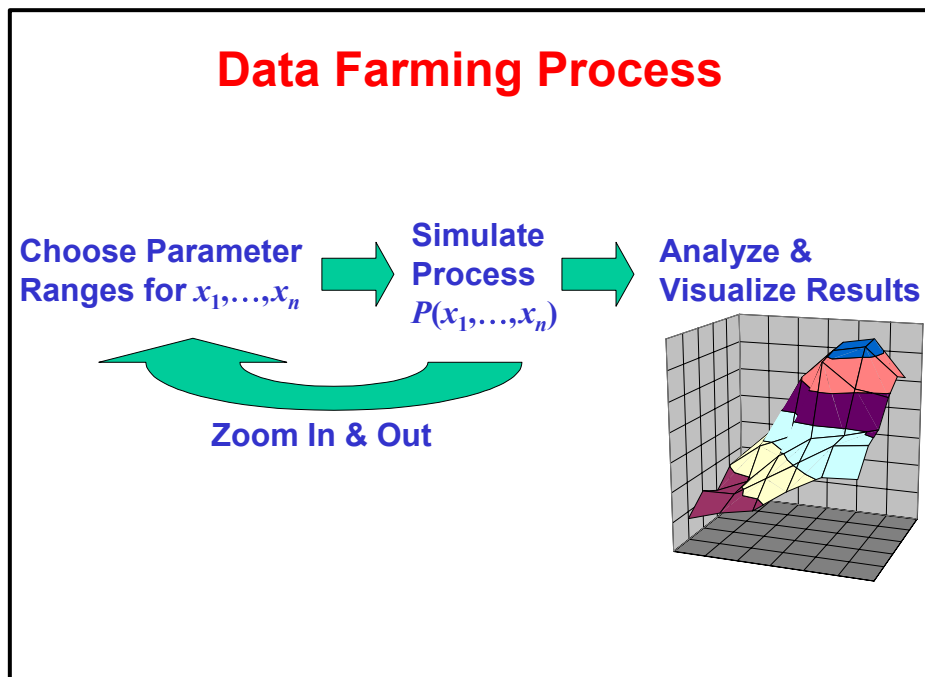 Data Farming Process
Choose Parameter
Ranges for x₁,…,xₙ
Simulate
Process
P(x₁,…,xₙ)
Analyze &
Visualize Results
Zoom In & Out